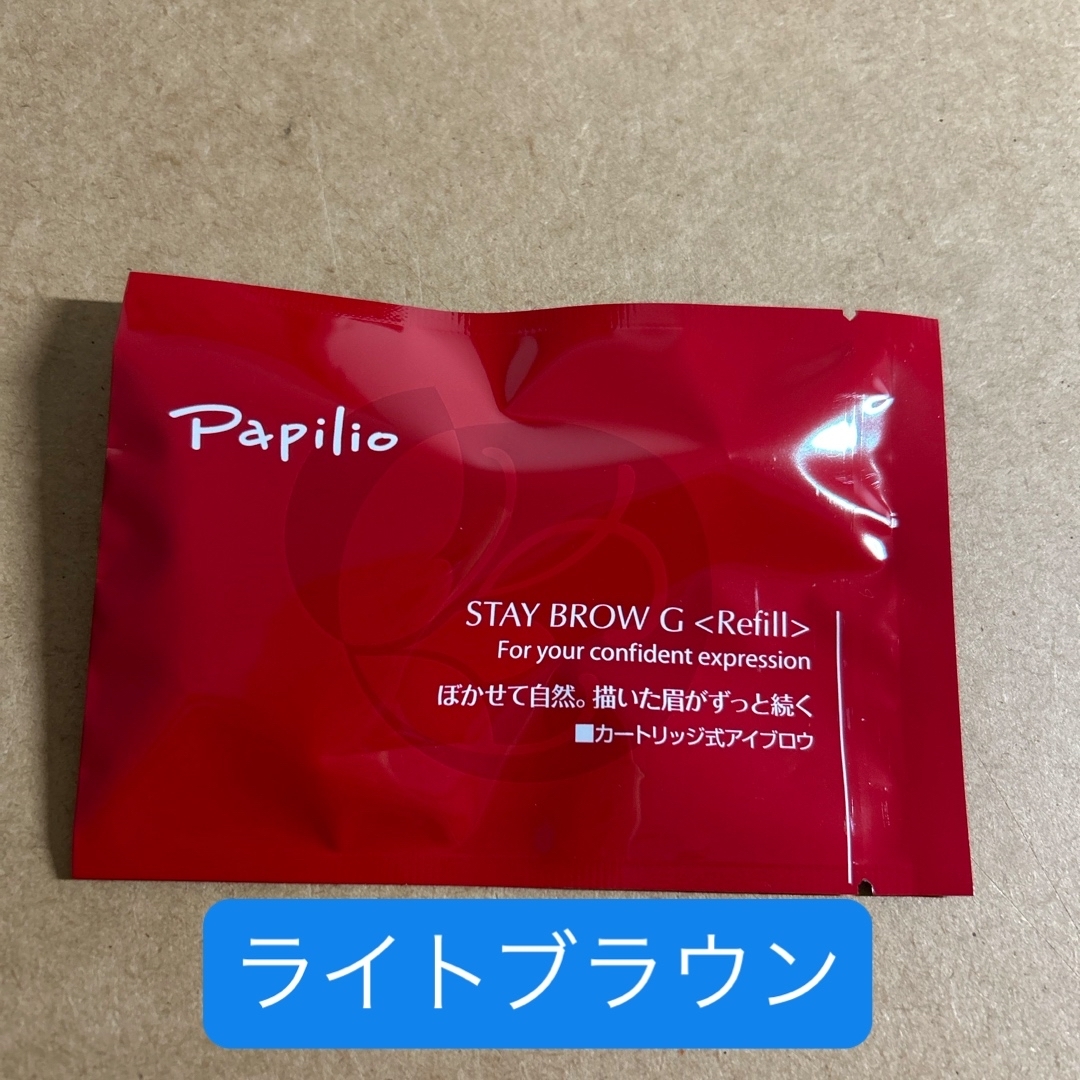 Papilio
STAY BROW G <Refill>
For your confident expression
ぼかせて自然。描いた眉がずっと続く
■カートリッジ式アイブロウ
ライトブラウン